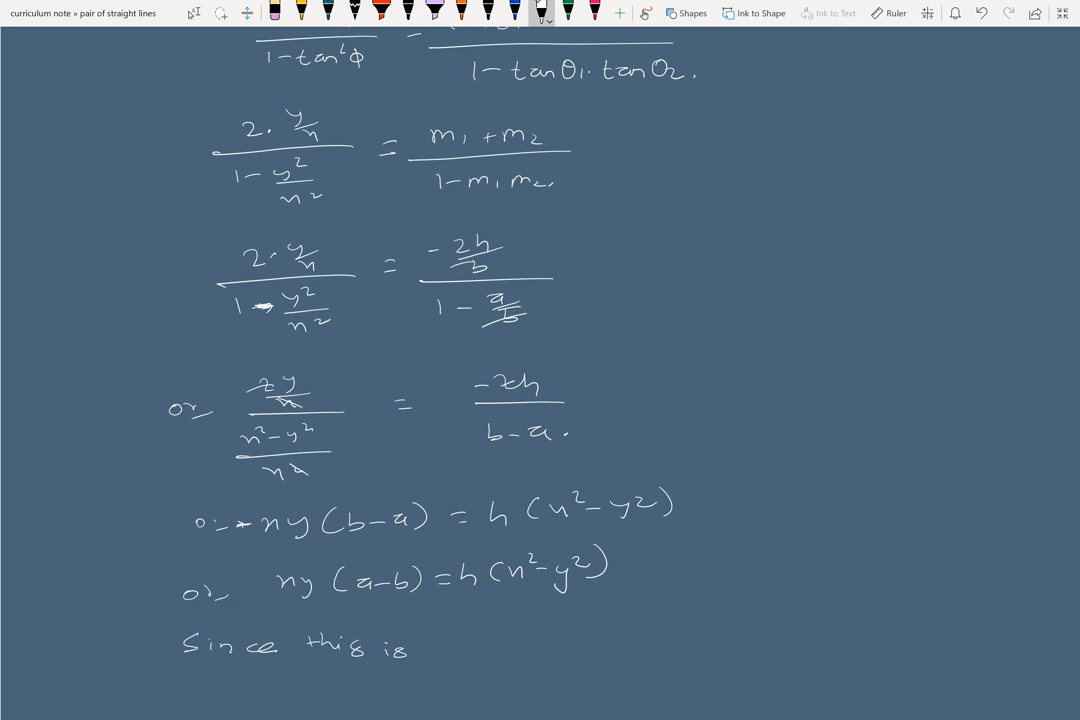 curriculum note » pair of straight lines
Shapes Ink to Shape Ink to Text Ruler
1 - tan²φ = 1 - tanθ₁. tanθ₂.
2. y/x / 1 - y²/x² = m₁ + m₂ / 1 - m₁ m₂.
2. y/x / 1 - y²/x² = - 2h/b / 1 - a/b
or, 2y/x / x² - y²/x² = - 2h / b - a.
or - xy (b - a) = h (x² - y²)
or, xy (a - b) = h (x² - y²)
Since this is